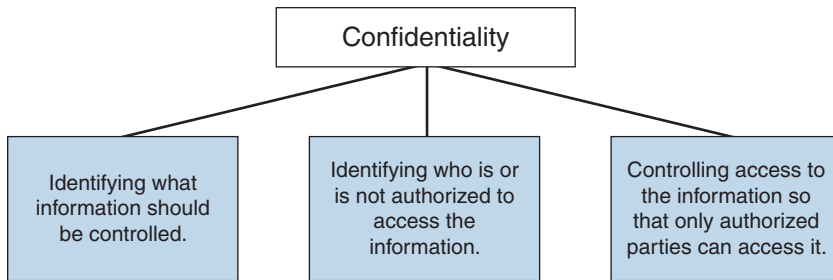 Confidentiality
Identifying what
information should
be controlled.
Identifying who is or
is not authorized to
access the
information.
Controlling access to
the information so
that only authorized
parties can access it.